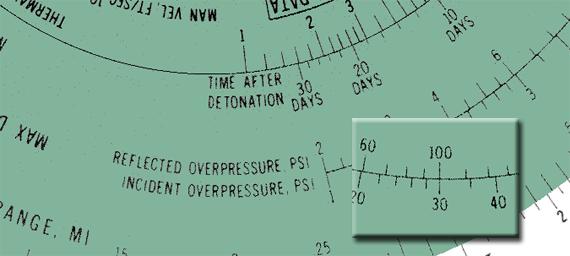 THERMA
MAN VEL, FT/SEC
DATA
1
2
3
10 DAYS
TIME AFTER
DETONATION
30 DAYS
20 DAYS
MAX D
4
6
3
2
REFLECTED OVERPRESSURE, PSI
INCIDENT OVERPRESSURE, PSI
1
60
100
20
30
40
RANGE, MI
15
25
2